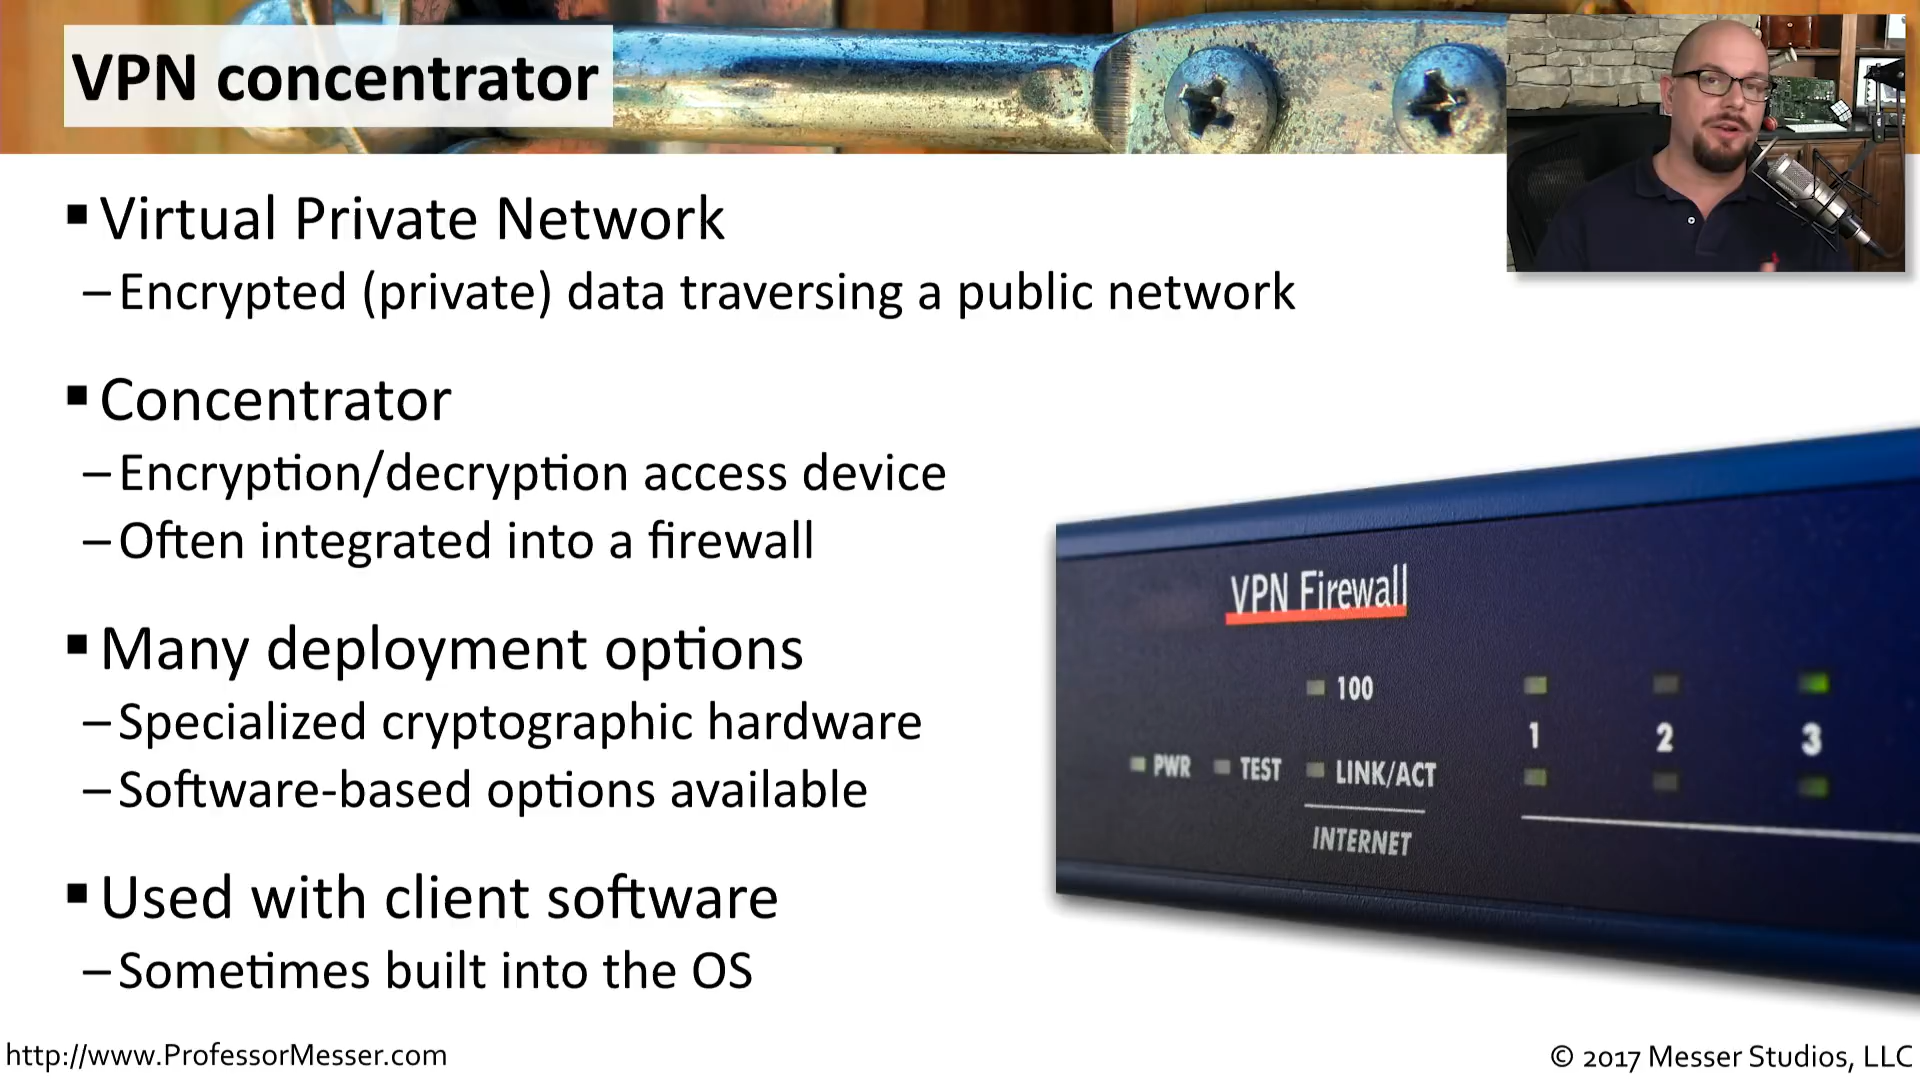 VPN concentrator
▪ Virtual Private Network
– Encrypted (private) data traversing a public network
▪ Concentrator
– Encryption/decryption access device
– Often integrated into a firewall
▪ Many deployment options
– Specialized cryptographic hardware
– Software-based options available
▪ Used with client software
– Sometimes built into the OS
VPN Firewall
100
1 2 3
PWR TEST LINK/ACT
INTERNET
http://www.ProfessorMesser.com
© 2017 Messer Studios, LLC